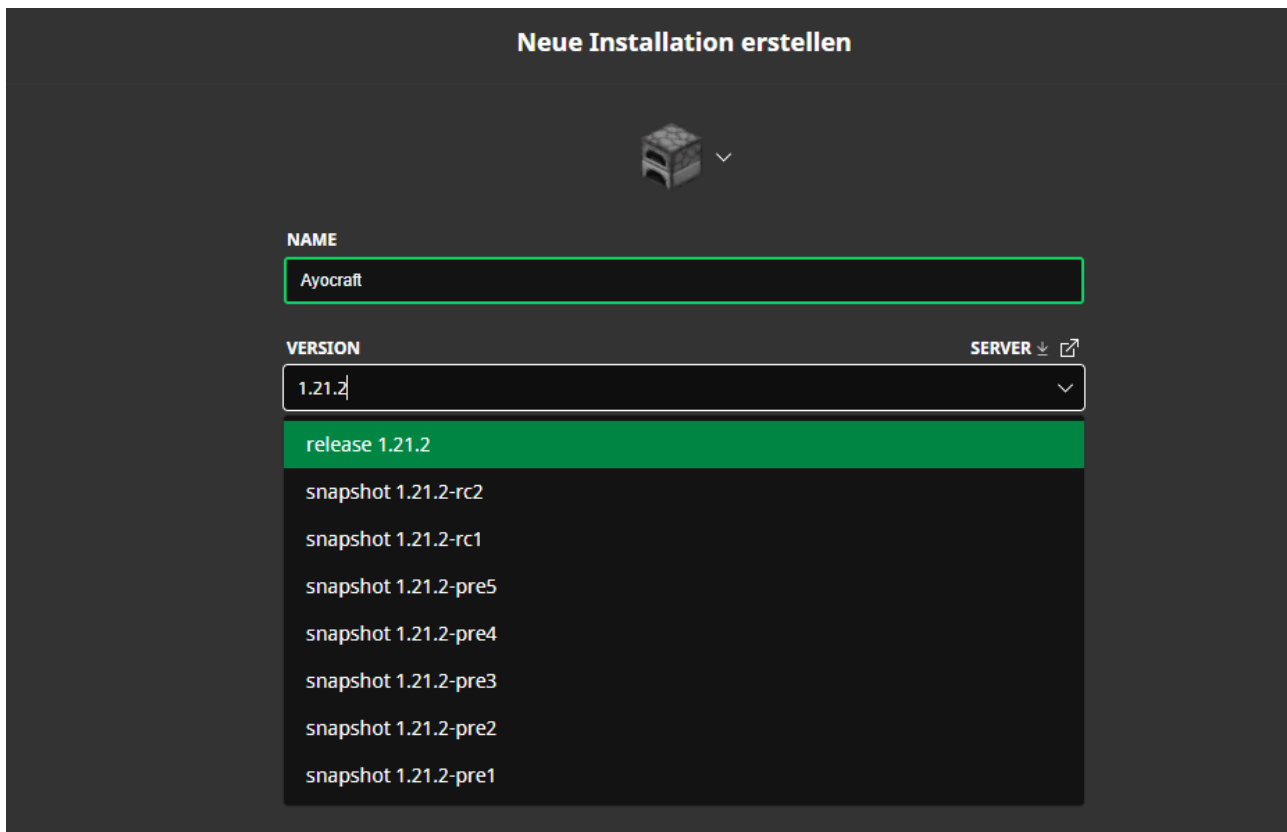 Neue Installation erstellen
NAME
Ayocraft
VERSION
SERVER
1.21.2
release 1.21.2
snapshot 1.21.2-rc2
snapshot 1.21.2-rc1
snapshot 1.21.2-pre5
snapshot 1.21.2-pre4
snapshot 1.21.2-pre3
snapshot 1.21.2-pre2
snapshot 1.21.2-pre1